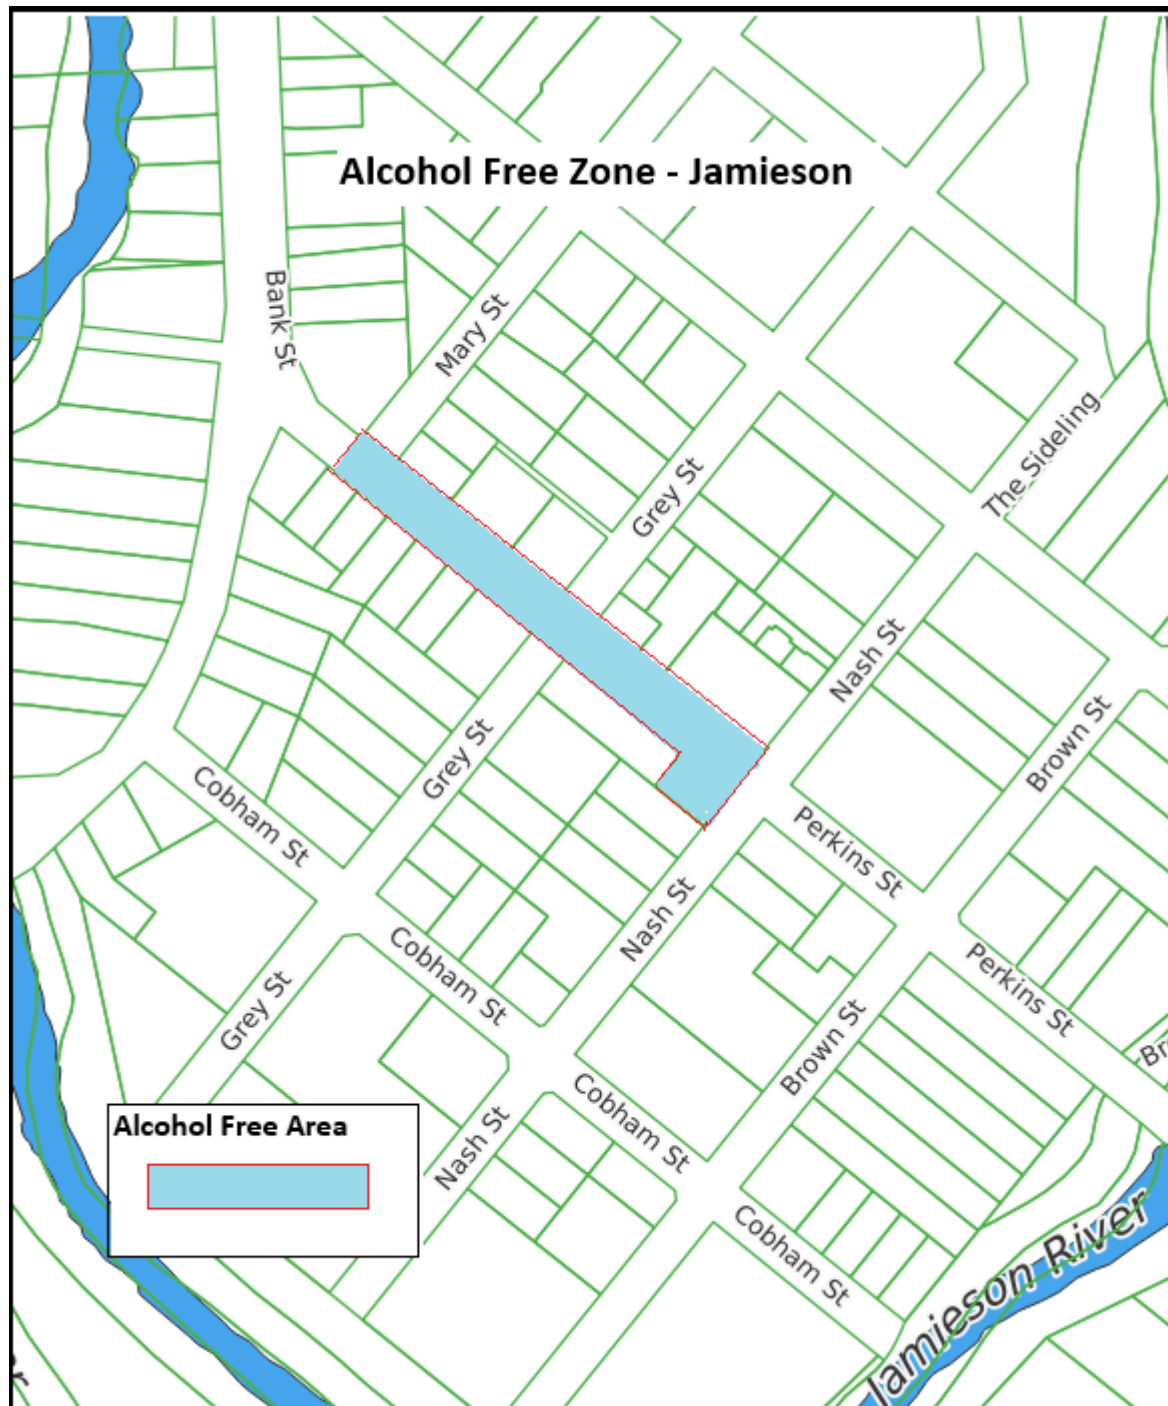 Alcohol Free Zone - Jamieson
Bank St
Mary St
Grey St
The Sideling
Nash St
Brown St
Grey St
Cobham St
Perkins St
Nash St
Cobham St
Perkins St
Grey St
Brown St
Cobham St
Nash St
Cobham St
Jamieson River
Alcohol Free Area